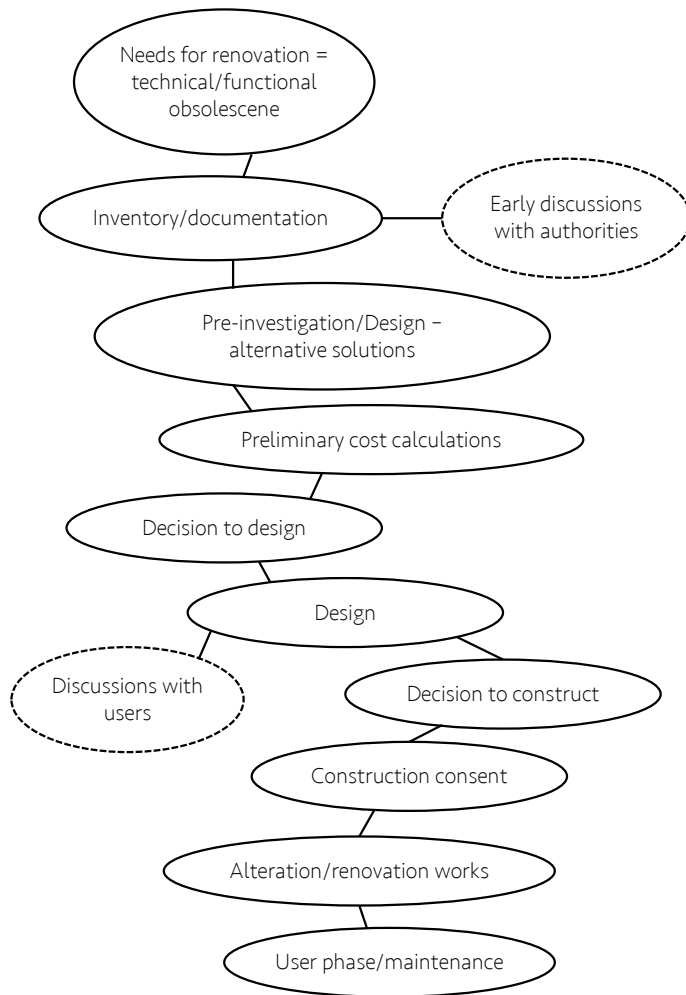 Needs for renovation =
technical/functional
obsolescene
Inventory/documentation
Early discussions
with authorities
Pre-investigation/Design –
alternative solutions
Preliminary cost calculations
Decision to design
Design
Discussions with
users
Decision to construct
Construction consent
Alteration/renovation works
User phase/maintenance